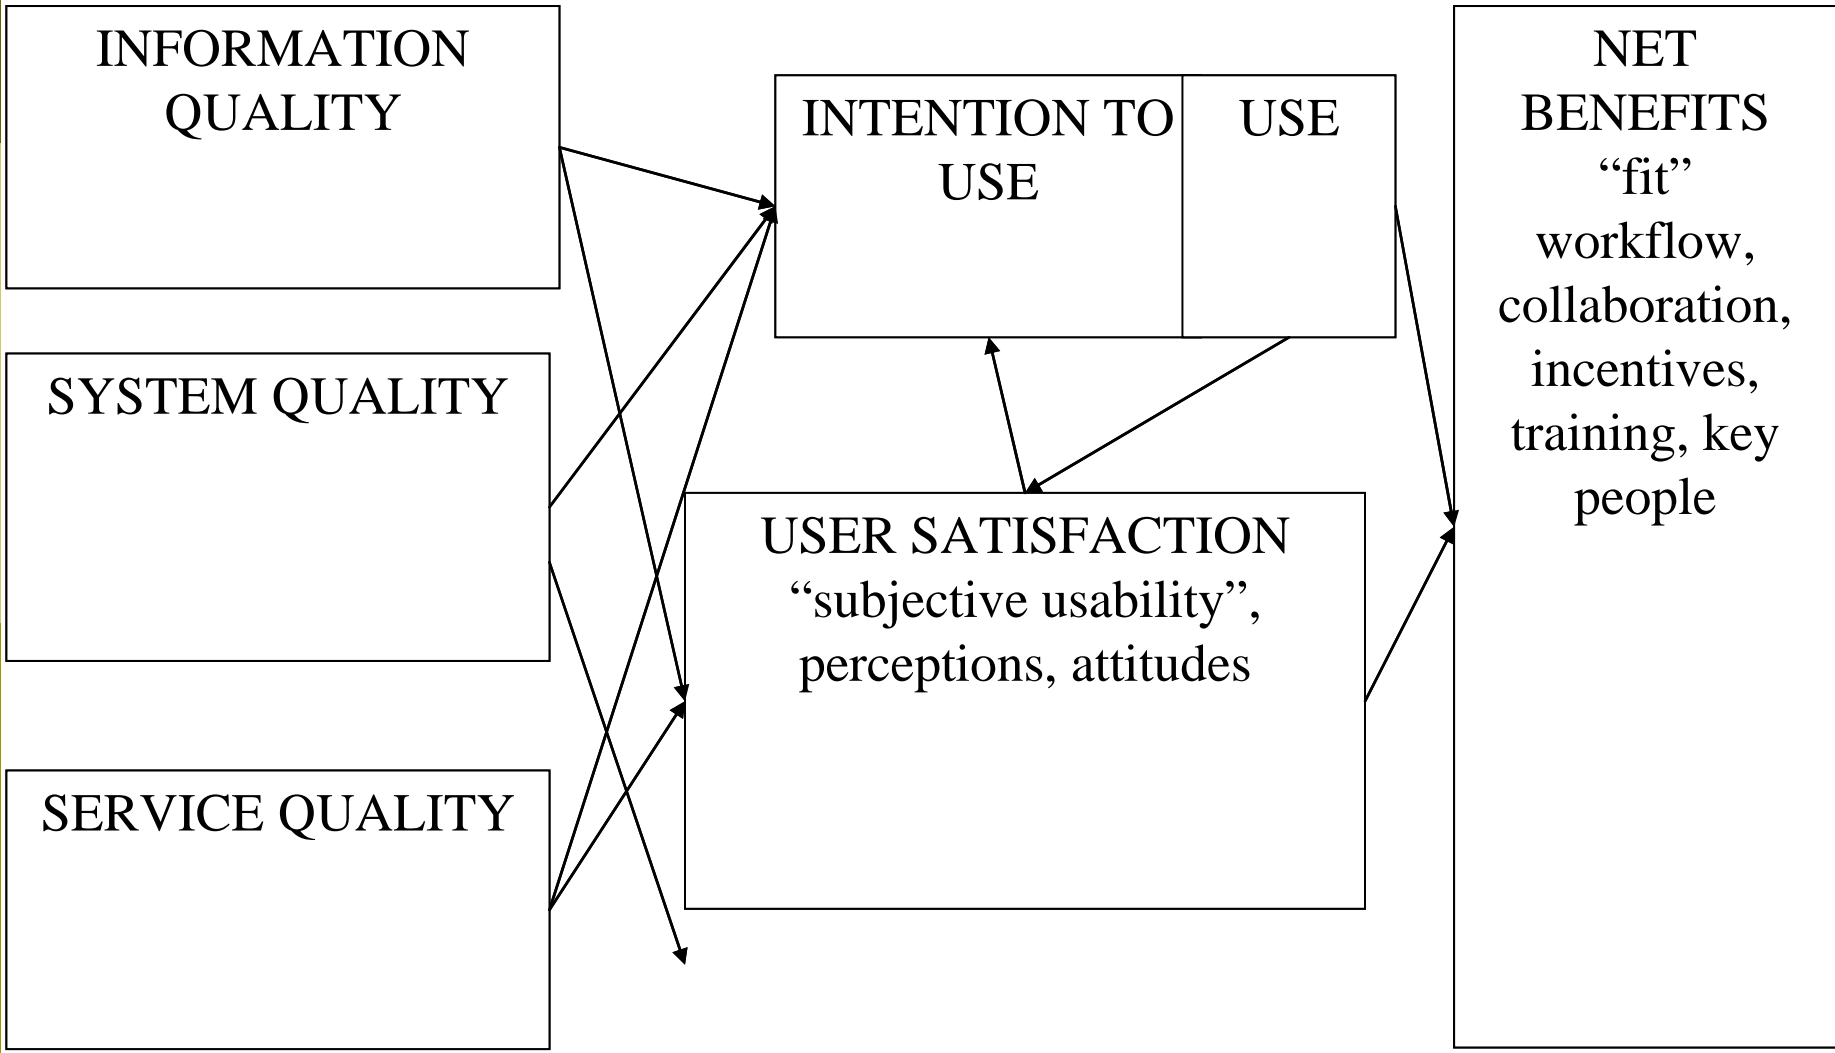 INFORMATION
QUALITY
SYSTEM QUALITY
SERVICE QUALITY
INTENTION TO
USE
USE
USER SATISFACTION
“subjective usability”,
perceptions, attitudes
NET
BENEFITS
“fit”
workflow,
collaboration,
incentives,
training, key
people